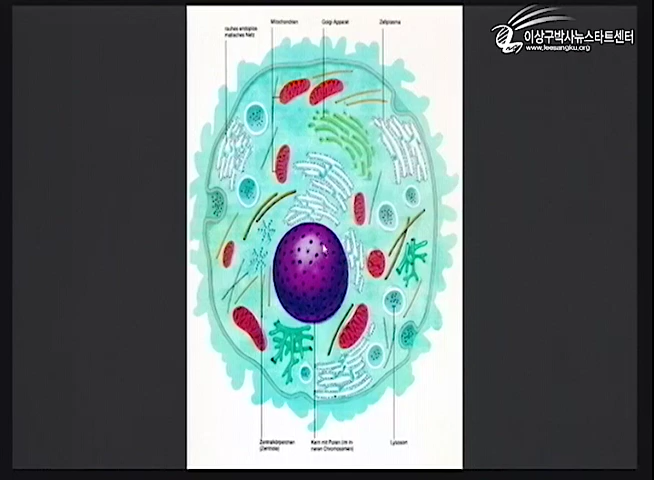 이상구박사뉴스타트센터
www.leesangku.org
Mitochondrien
Golgi-Apparat
Zellplasma
rauhes endoplas-
matisches Netz
Zentralkörperchen
(Zentriole)
Kern mit Poren (im In-
neren Chromosomen)
Lysosom